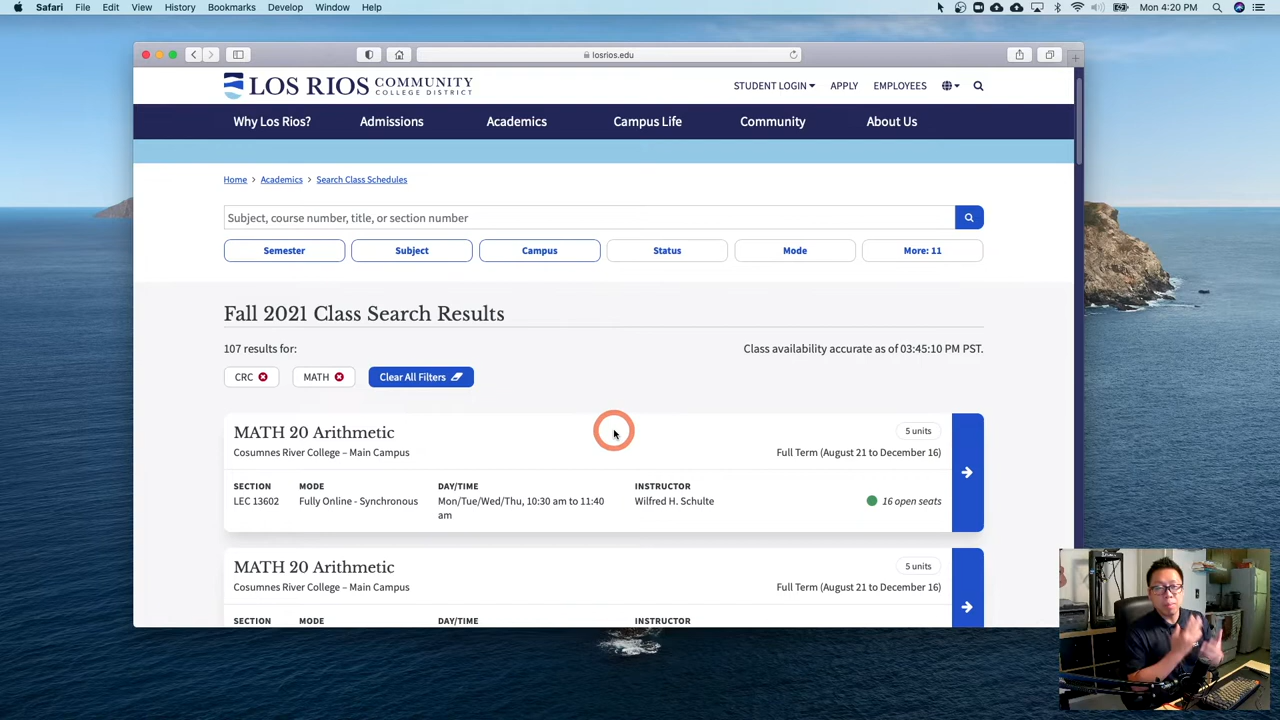 Safari File Edit View History Bookmarks Develop Window Help Mon 4:20 PM
losrios.edu
LOS RIOS COMMUNITY COLLEGE DISTRICT
STUDENT LOGIN APPLY EMPLOYEES
Why Los Rios? Admissions Academics Campus Life Community About Us
Home > Academics > Search Class Schedules
Subject, course number, title, or section number
Semester Subject Campus Status Mode More: 11
Fall 2021 Class Search Results
107 results for: Class availability accurate as of 03:45:10 PM PST.
CRC MATH Clear All Filters
MATH 20 Arithmetic 5 units
Cosumnes River College – Main Campus Full Term (August 21 to December 16)
SECTION MODE DAY/TIME INSTRUCTOR
LEC 13602 Fully Online - Synchronous Mon/Tue/Wed/Thu, 10:30 am to 11:40 Wilfred H. Schulte 16 open seats
am
MATH 20 Arithmetic 5 units
Cosumnes River College – Main Campus Full Term (August 21 to December 16)
SECTION MODE DAY/TIME INSTRUCTOR